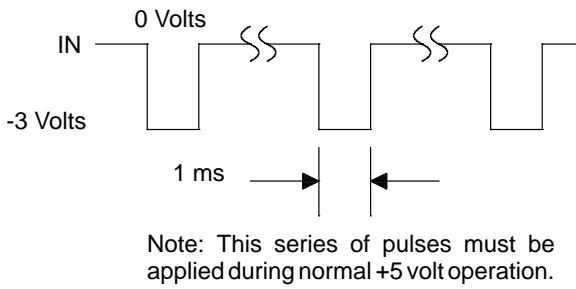 0 Volts
IN
-3 Volts
1 ms
Note: This series of pulses must be
applied during normal +5 volt operation.